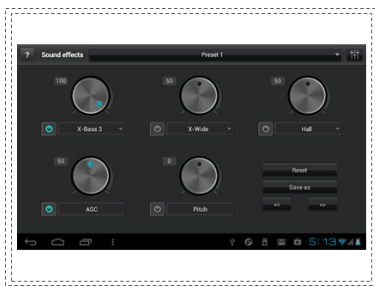 ? Sound effects Preset 1
100 50 50
X-Bass 3 X-Wide Hall
50 0
Reset
Save as
<< >>
AGC Pitch
5:13